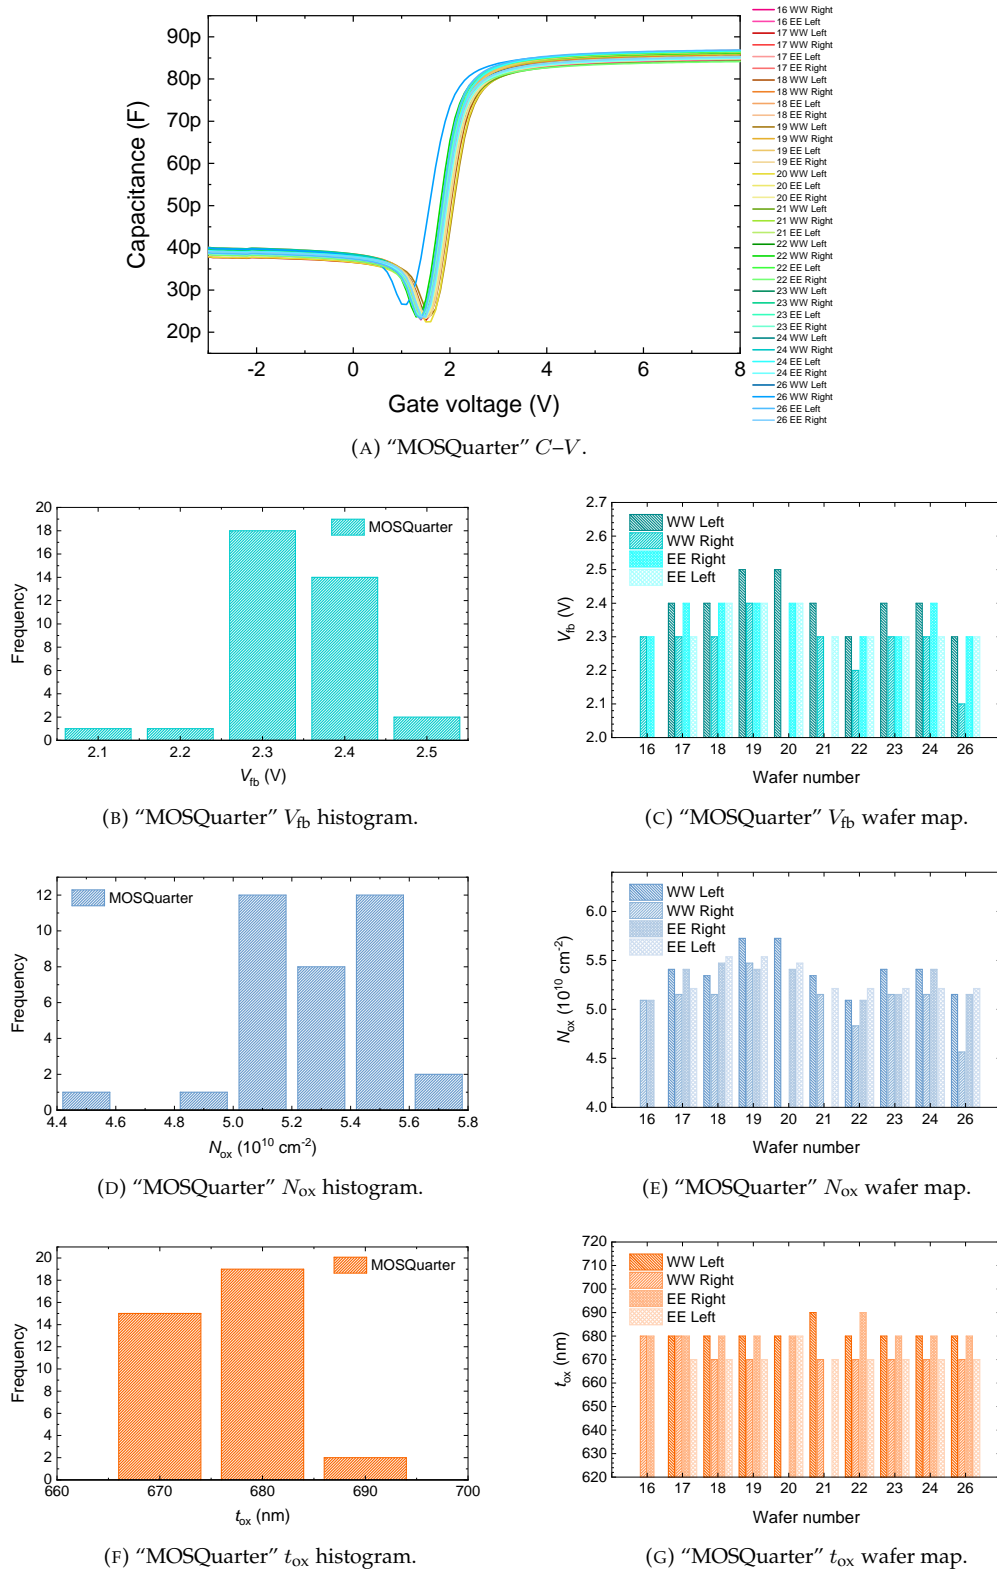 90p
80p
70p
60p
50p
40p
30p
20p
Capacitance (F)
-2 0 2 4 6 8
Gate voltage (V)
16 WW Right
16 EE Left
17 WW Left
17 WW Right
17 EE Left
17 EE Right
18 WW Left
18 WW Right
18 EE Left
18 EE Right
19 WW Left
19 WW Right
19 EE Left
19 EE Right
20 WW Left
20 EE Left
20 EE Right
21 WW Left
21 WW Right
21 EE Left
22 WW Left
22 WW Right
22 EE Left
22 EE Right
23 WW Left
23 WW Right
23 EE Left
23 EE Right
24 WW Left
24 WW Right
24 EE Left
24 EE Right
26 WW Left
26 WW Right
26 EE Left
26 EE Right
(A) “MOSQuarter” C–V.
20
18
16
14
12
10
8
6
4
2
0
Frequency
MOSQuarter
2.1 2.2 2.3 2.4 2.5
Vfb (V)
(B) “MOSQuarter” Vfb histogram.
2.7
2.6
2.5
2.4
2.3
2.2
2.1
2.0
Vfb (V)
WW Left
WW Right
EE Right
EE Left
16 17 18 19 20 21 22 23 24 26
Wafer number
(C) “MOSQuarter” Vfb wafer map.
12
10
8
6
4
2
0
Frequency
MOSQuarter
4.4 4.6 4.8 5.0 5.2 5.4 5.6 5.8
Nox (10^10 cm^-2)
(D) “MOSQuarter” Nox histogram.
6.0
5.5
5.0
4.5
4.0
Nox (10^10 cm^-2)
WW Left
WW Right
EE Right
EE Left
16 17 18 19 20 21 22 23 24 26
Wafer number
(E) “MOSQuarter” Nox wafer map.
20
18
16
14
12
10
8
6
4
2
0
Frequency
MOSQuarter
660 670 680 690 700
tox (nm)
(F) “MOSQuarter” tox histogram.
720
710
700
690
680
670
660
650
640
630
620
tox (nm)
WW Left
WW Right
EE Right
EE Left
16 17 18 19 20 21 22 23 24 26
Wafer number
(G) “MOSQuarter” tox wafer map.